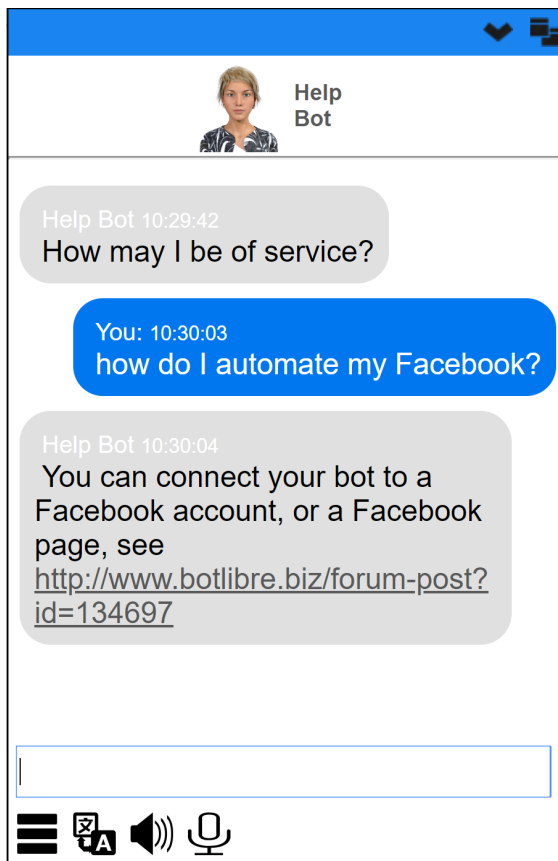 Help
Bot
Help Bot 10:29:42
How may I be of service?
You: 10:30:03
how do I automate my Facebook?
Help Bot 10:30:04
You can connect your bot to a
Facebook account, or a Facebook
page, see
http://www.botlibre.biz/forum-post?
id=134697
文
A